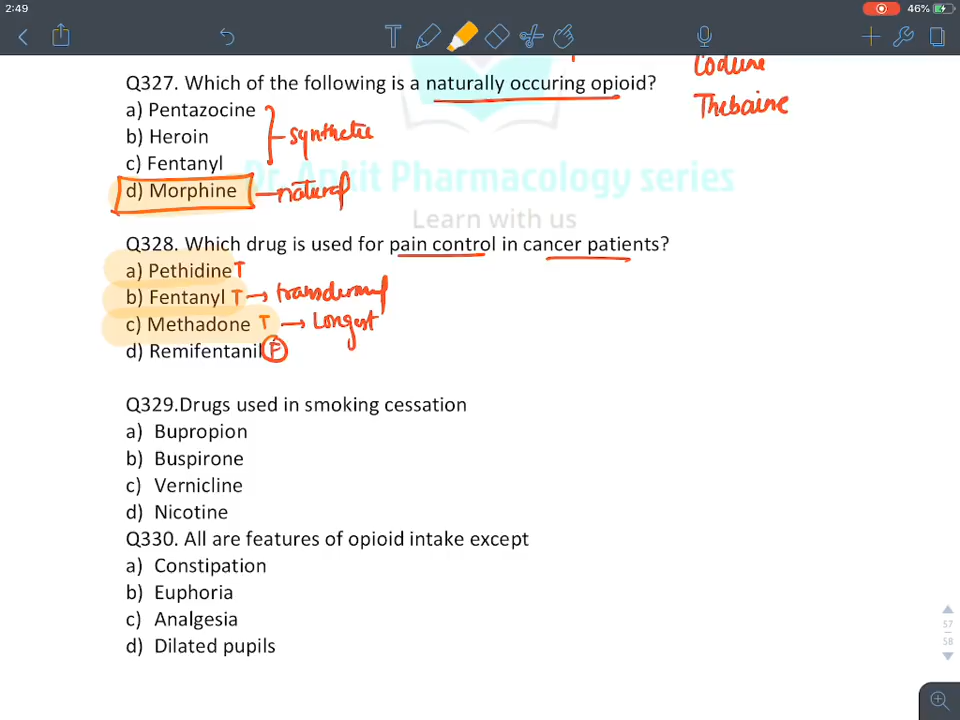 2:49
46%
T
Codeine
Q327. Which of the following is a naturally occuring opioid?
Thebaine
a) Pentazocine
b) Heroin
synthetic
c) Fentanyl
d) Morphine
natural
Dr. Ankit Pharmacology series
Learn with us
Q328. Which drug is used for pain control in cancer patients?
a) Pethidine T
b) Fentanyl T → transdermal
c) Methadone T → Longest
d) Remifentanil F
Q329.Drugs used in smoking cessation
a) Bupropion
b) Buspirone
c) Vernicline
d) Nicotine
Q330. All are features of opioid intake except
a) Constipation
b) Euphoria
c) Analgesia
d) Dilated pupils
57
58